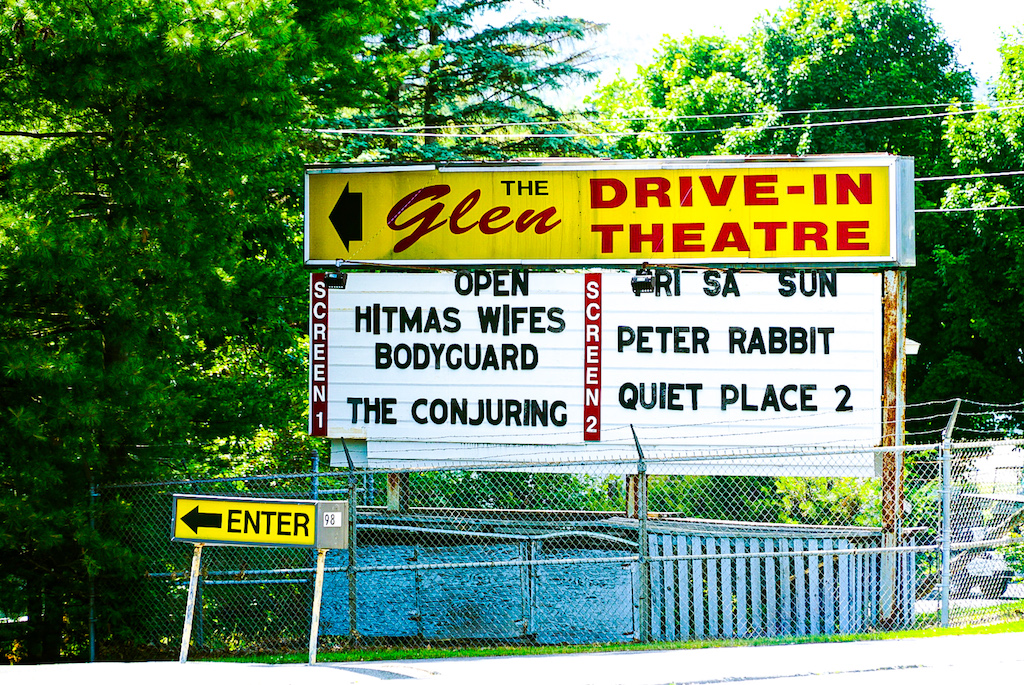 THE
Glen
DRIVE-IN
THEATRE
OPEN FRI SA SUN
SCREEN 1
HITMAS WIFES
BODYGUARD
THE CONJURING
SCREEN 2
PETER RABBIT
QUIET PLACE 2
ENTER
98